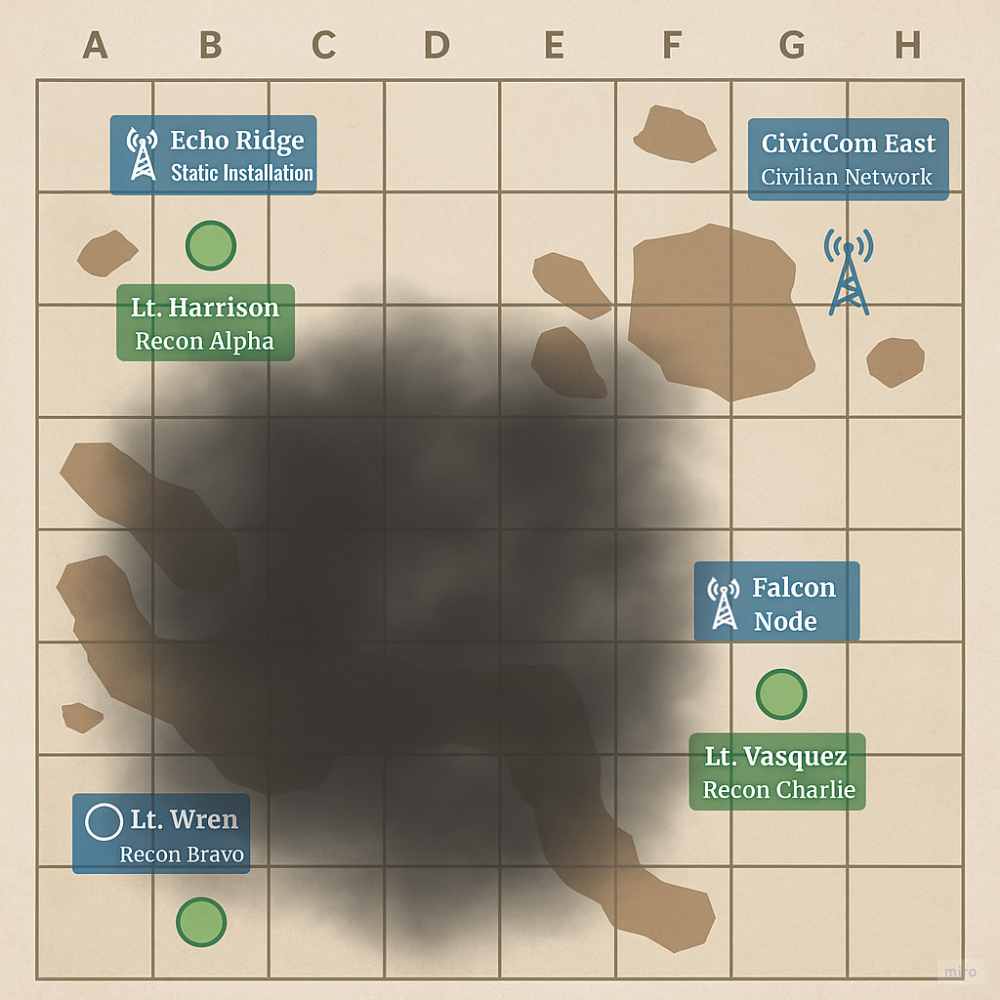 A B C D E F G H
Echo Ridge
Static Installation
CivicCom East
Civilian Network
Lt. Harrison
Recon Alpha
Falcon
Node
Lt. Vasquez
Recon Charlie
Lt. Wren
Recon Bravo
miro